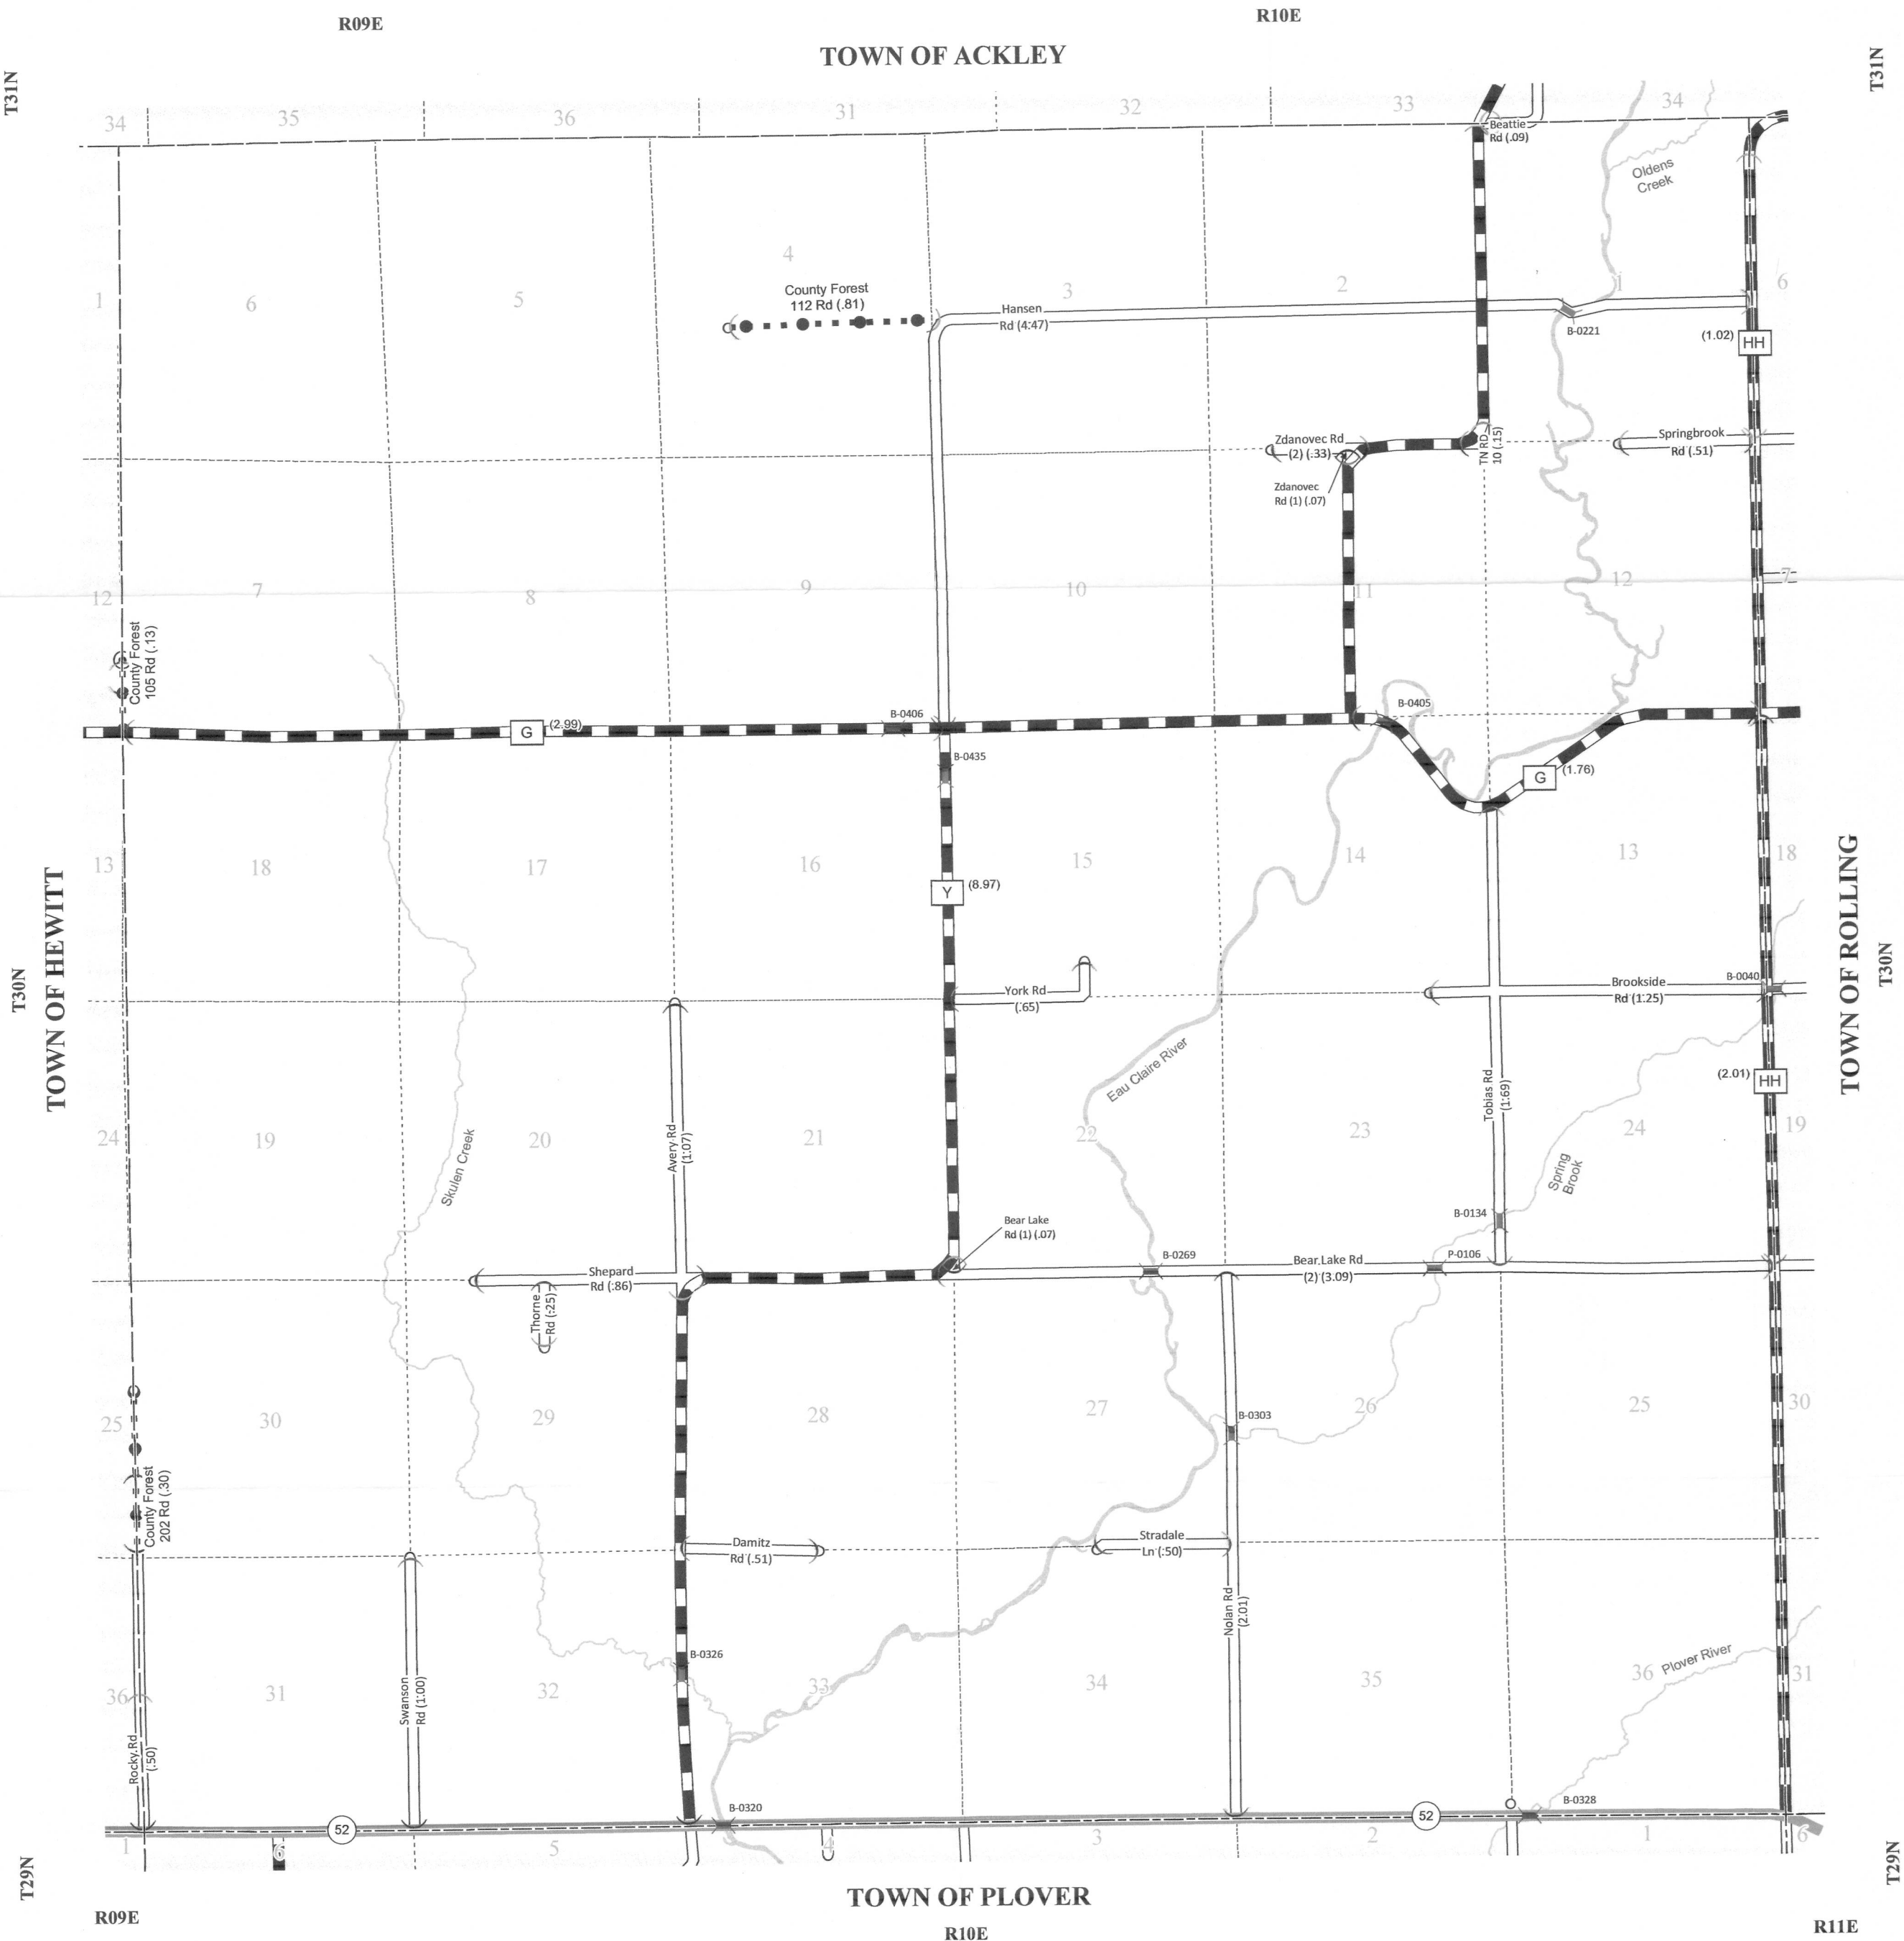 R09E
R10E
TOWN OF ACKLEY
T31N
T31N
34
35
36
31
32
33
34
Beattie
Rd (.09)
Oldens
Creek
1
6
5
4
3
2
1
6
County Forest
112 Rd (.81)
Hansen
Rd (4.47)
B-0221
(1.02)
HH
Zdanovec Rd
(2) (.33)
Zdanovec
Rd (1) (.07)
TN RD
10 (.15)
Springbrook
Rd (.51)
12
7
8
9
10
11
12
7
County Forest
105 Rd (.13)
G
(2.99)
B-0406
B-0435
B-0405
G
(1.76)
13
18
17
16
15
14
13
18
Y
(8.97)
TOWN OF HEWITT
TOWN OF ROLLING
T30N
T30N
York Rd
(.65)
Brookside
Rd (1.25)
B-0040
Eau Claire River
(2.01)
HH
Tobias Rd
(1.69)
24
19
20
21
22
23
24
19
Skulen Creek
Avery Rd
(1.07)
Spring
Brook
B-0134
Bear Lake
Rd (1) (.07)
B-0269
Bear Lake Rd
(2) (3.09)
P-0106
Shepard
Rd (.86)
Thorne
Rd (.25)
25
30
29
28
27
26
25
30
B-0303
County Forest
202 Rd (.30)
Damitz
Rd (.51)
Stradale
Ln (.50)
Nolan Rd
(2.01)
B-0326
36
31
32
33
34
35
36
31
Plover River
Swanson
Rd (1.00)
Rocky Rd
(.50)
B-0320
B-0328
52
52
1
6
5
4
3
2
1
6
T29N
T29N
TOWN OF PLOVER
R09E
R10E
R11E